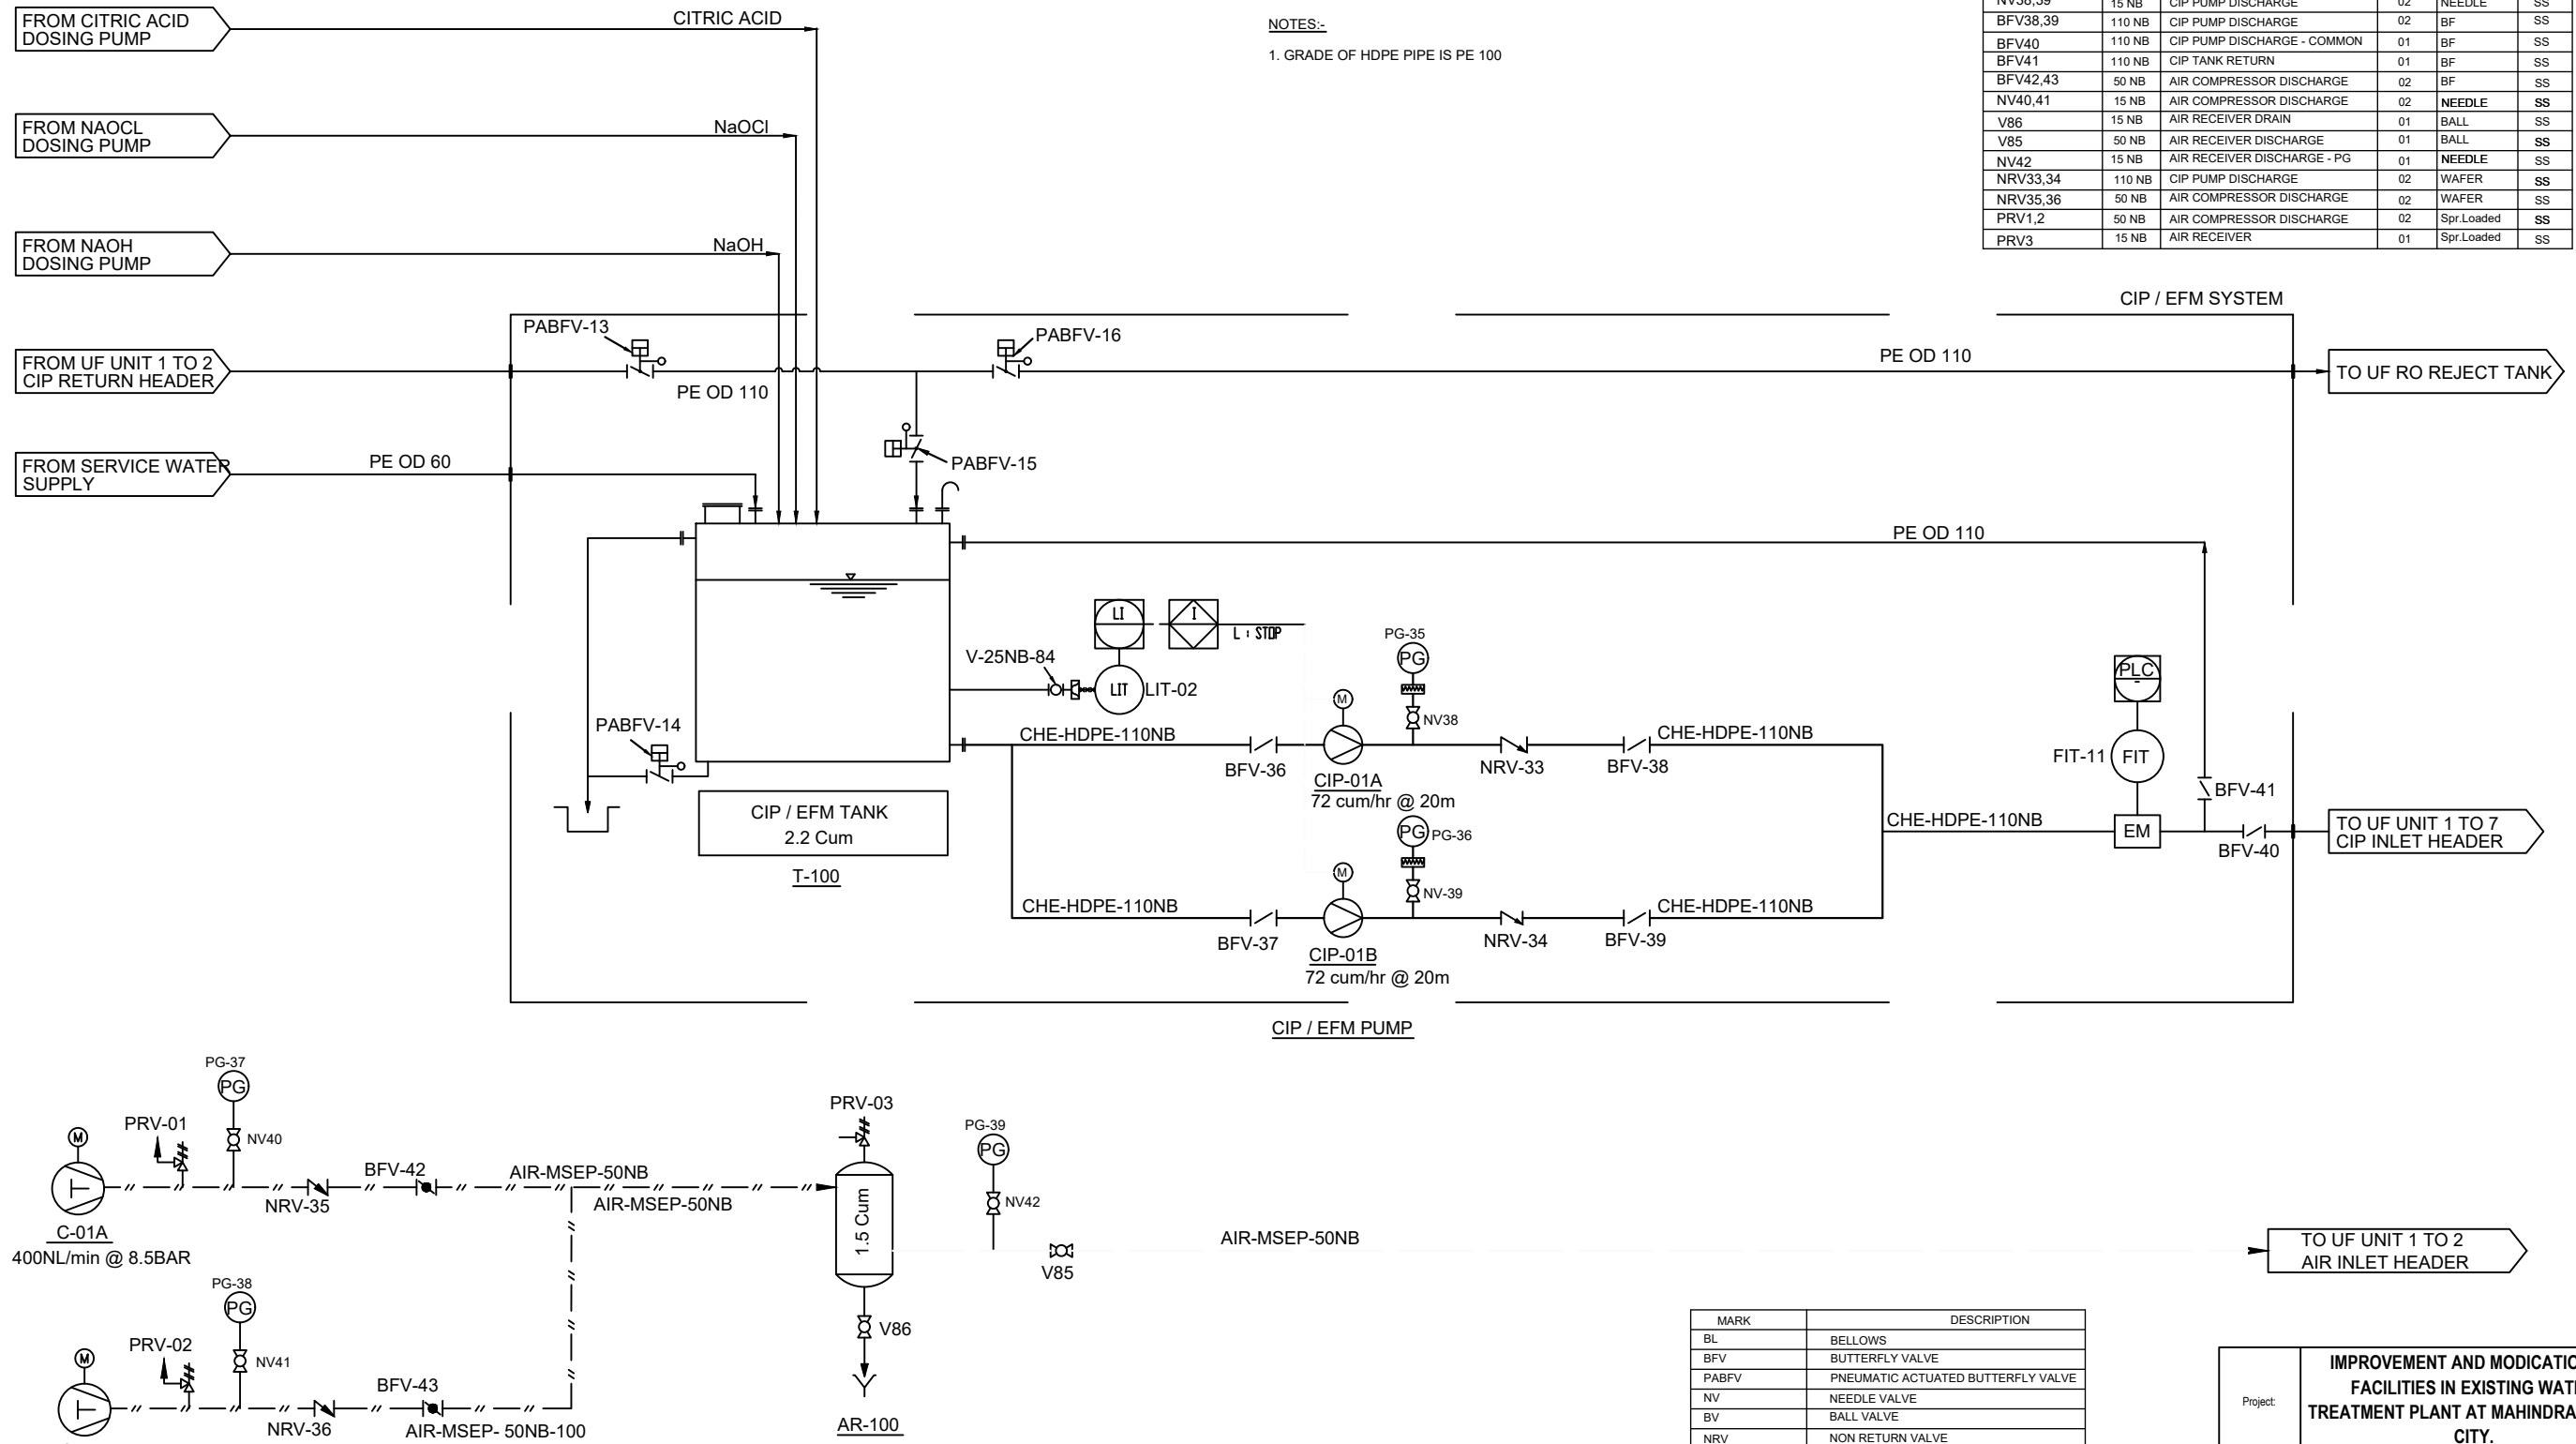 FROM CITRIC ACID
DOSING PUMP
CITRIC ACID
FROM NAOCL
DOSING PUMP
NaOCl
FROM NAOH
DOSING PUMP
NaOH
FROM UF UNIT 1 TO 2
CIP RETURN HEADER
FROM SERVICE WATER
SUPPLY
PE OD 60
NOTES:-
1. GRADE OF HDPE PIPE IS PE 100
NV38,39 15 NB CIP PUMP DISCHARGE 02 NEEDLE SS
BFV38,39 110 NB CIP PUMP DISCHARGE 02 BF SS
BFV40 110 NB CIP PUMP DISCHARGE - COMMON 01 BF SS
BFV41 110 NB CIP TANK RETURN 01 BF SS
BFV42,43 50 NB AIR COMPRESSOR DISCHARGE 02 BF SS
NV40,41 15 NB AIR COMPRESSOR DISCHARGE 02 NEEDLE SS
V86 15 NB AIR RECEIVER DRAIN 01 BALL SS
V85 50 NB AIR RECEIVER DISCHARGE 01 BALL SS
NV42 15 NB AIR RECEIVER DISCHARGE - PG 01 NEEDLE SS
NRV33,34 110 NB CIP PUMP DISCHARGE 02 WAFER SS
NRV35,36 50 NB AIR COMPRESSOR DISCHARGE 02 WAFER SS
PRV1,2 50 NB AIR COMPRESSOR DISCHARGE 02 Spr.Loaded SS
PRV3 15 NB AIR RECEIVER 01 Spr.Loaded SS
CIP / EFM SYSTEM
PABFV-13
PE OD 110
PABFV-16
PE OD 110
TO UF RO REJECT TANK
PABFV-15
PE OD 110
LI
I
L : STOP
V-25NB-84
LIT
LIT-02
PABFV-14
CIP / EFM TANK
2.2 Cum
T-100
PG-35
PG
M
NV38
CHE-HDPE-110NB
BFV-36
CIP-01A
72 cum/hr @ 20m
NRV-33
BFV-38
CHE-HDPE-110NB
PG
PG-36
M
NV-39
CHE-HDPE-110NB
BFV-37
CIP-01B
72 cum/hr @ 20m
NRV-34
BFV-39
CHE-HDPE-110NB
CHE-HDPE-110NB
PLC
-
FIT-11
FIT
EM
BFV-41
BFV-40
TO UF UNIT 1 TO 7
CIP INLET HEADER
CIP / EFM PUMP
PG-37
PG
PRV-01
NV40
M
NRV-35
BFV-42
AIR-MSEP-50NB
AIR-MSEP-50NB
C-01A
400NL/min @ 8.5BAR
PG-38
PG
PRV-02
NV41
M
NRV-36
BFV-43
AIR-MSEP- 50NB-100
PRV-03
1.5 Cum
V86
AR-100
PG-39
PG
NV42
V85
AIR-MSEP-50NB
TO UF UNIT 1 TO 2
AIR INLET HEADER
MARK DESCRIPTION
BL BELLOWS
BFV BUTTERFLY VALVE
PABFV PNEUMATIC ACTUATED BUTTERFLY VALVE
NV NEEDLE VALVE
BV BALL VALVE
NRV NON RETURN VALVE
Project:
IMPROVEMENT AND MODICATIO
FACILITIES IN EXISTING WAT
TREATMENT PLANT AT MAHINDRA
CITY.